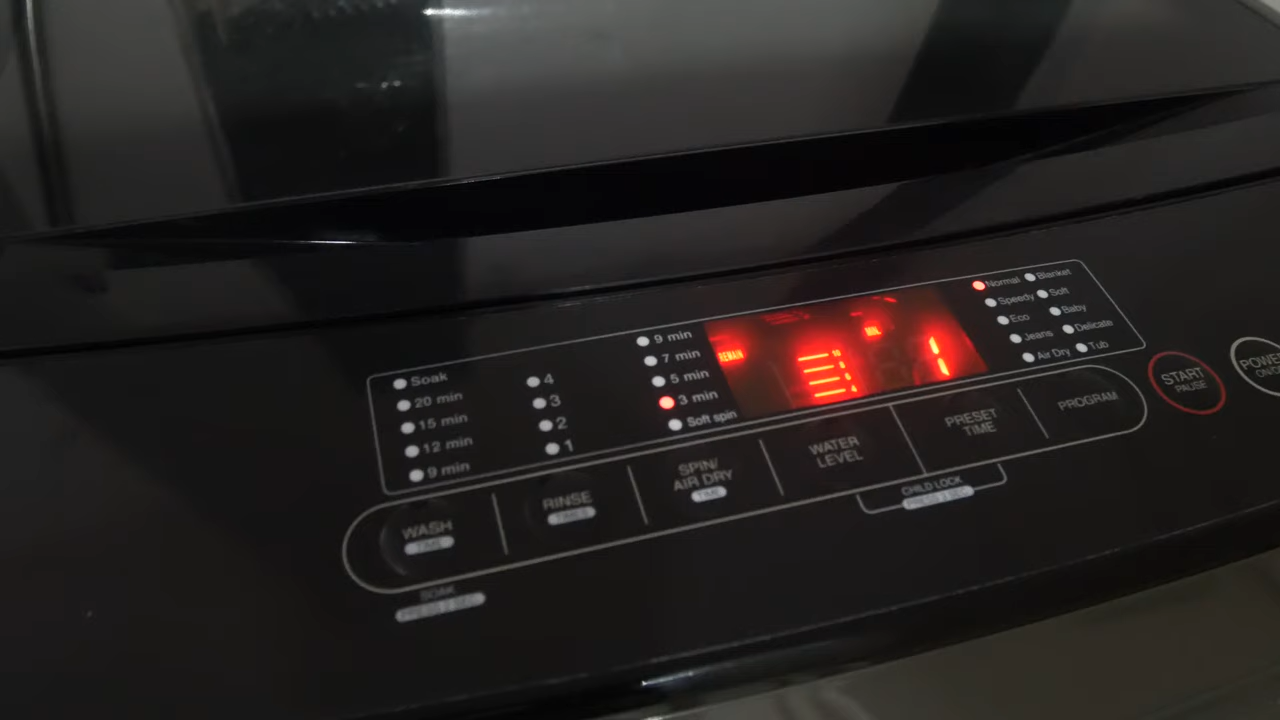 Soak
20 min
15 min
12 min
9 min
4
3
2
1
9 min
7 min
5 min
3 min
Soft spin
REMAIN
MIN.
1
Normal
Speedy
Eco
Jeans
Air Dry
Blanket
Soft
Baby
Delicate
Tub
WASH
TIME
RINSE
TIMES
SPIN/
AIR DRY
TIME
WATER
LEVEL
PRESET
TIME
PROGRAM
START
PAUSE
POWER
SOAK
CHILD LOCK